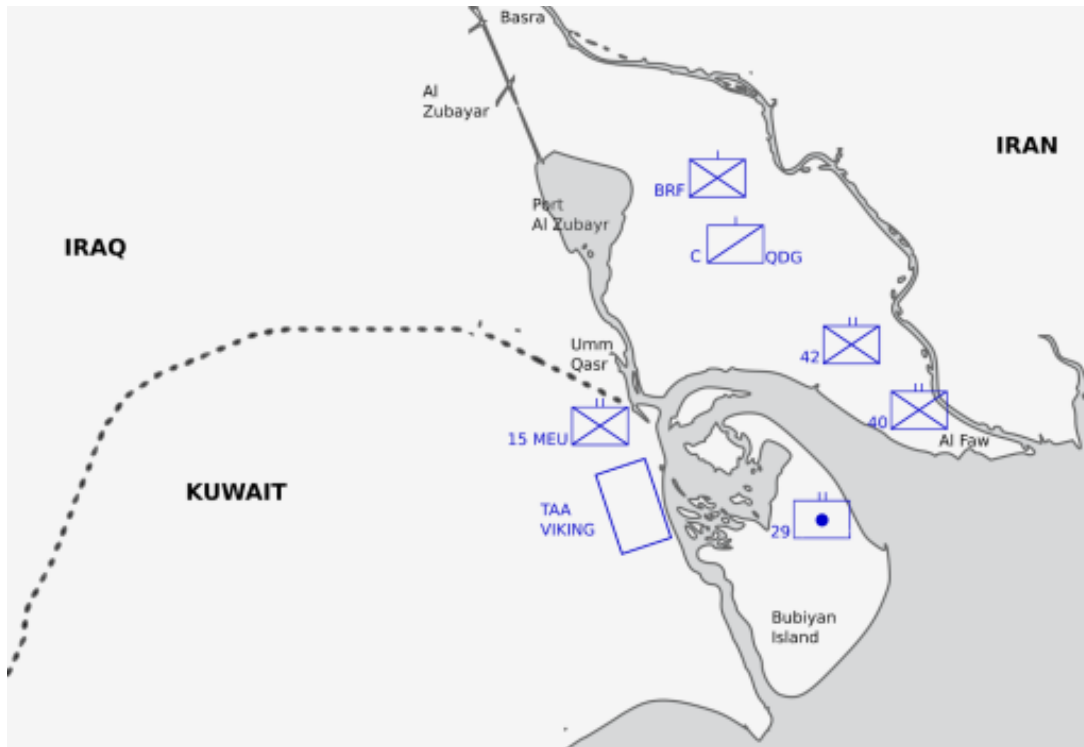 Basra
Al
Zubayar
IRAN
BRF
Port
Al Zubayr
IRAQ
C
QDG
Umm
Qasr
42
40
15 MEU
Al Faw
KUWAIT
TAA
VIKING
29
Bubiyan
Island